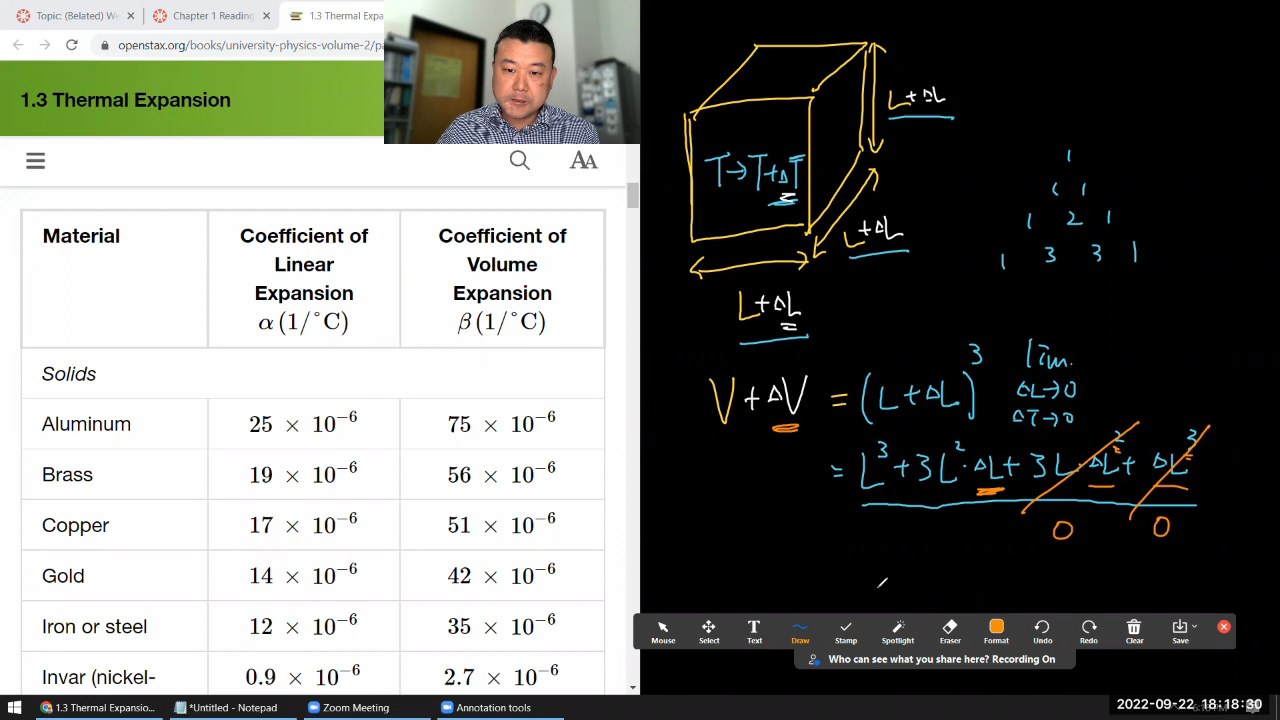 Topic: (Belated) We
Chapter 1 Reading
1.3 Thermal Expansion
openstax.org/books/university-physics-volume-2/pa
1.3 Thermal Expansion
AA
Material
Coefficient of Linear Expansion α (1/°C)
Coefficient of Volume Expansion β (1/°C)
Solids
Aluminum 25 × 10⁻⁶ 75 × 10⁻⁶
Brass 19 × 10⁻⁶ 56 × 10⁻⁶
Copper 17 × 10⁻⁶ 51 × 10⁻⁶
Gold 14 × 10⁻⁶ 42 × 10⁻⁶
Iron or steel 12 × 10⁻⁶ 35 × 10⁻⁶
Invar (nickel- 0.9 × 10⁻⁶ 2.7 × 10⁻⁶
L+ΔL
T→T+ΔT
L+ΔL
L+ΔL
1
1 1
1 2 1
1 3 3 1
V + ΔV = (L + ΔL)³
lim.
ΔL→0
ΔT→0
= L³ + 3L²·ΔL + 3L·ΔL² + ΔL³
0 0
Mouse Select Text Draw Stamp Spotlight Eraser Format Undo Redo Clear Save
Who can see what you share here? Recording On
1.3 Thermal Expansio...
*Untitled - Notepad
Zoom Meeting
Annotation tools
2022-09-22 18:18:30